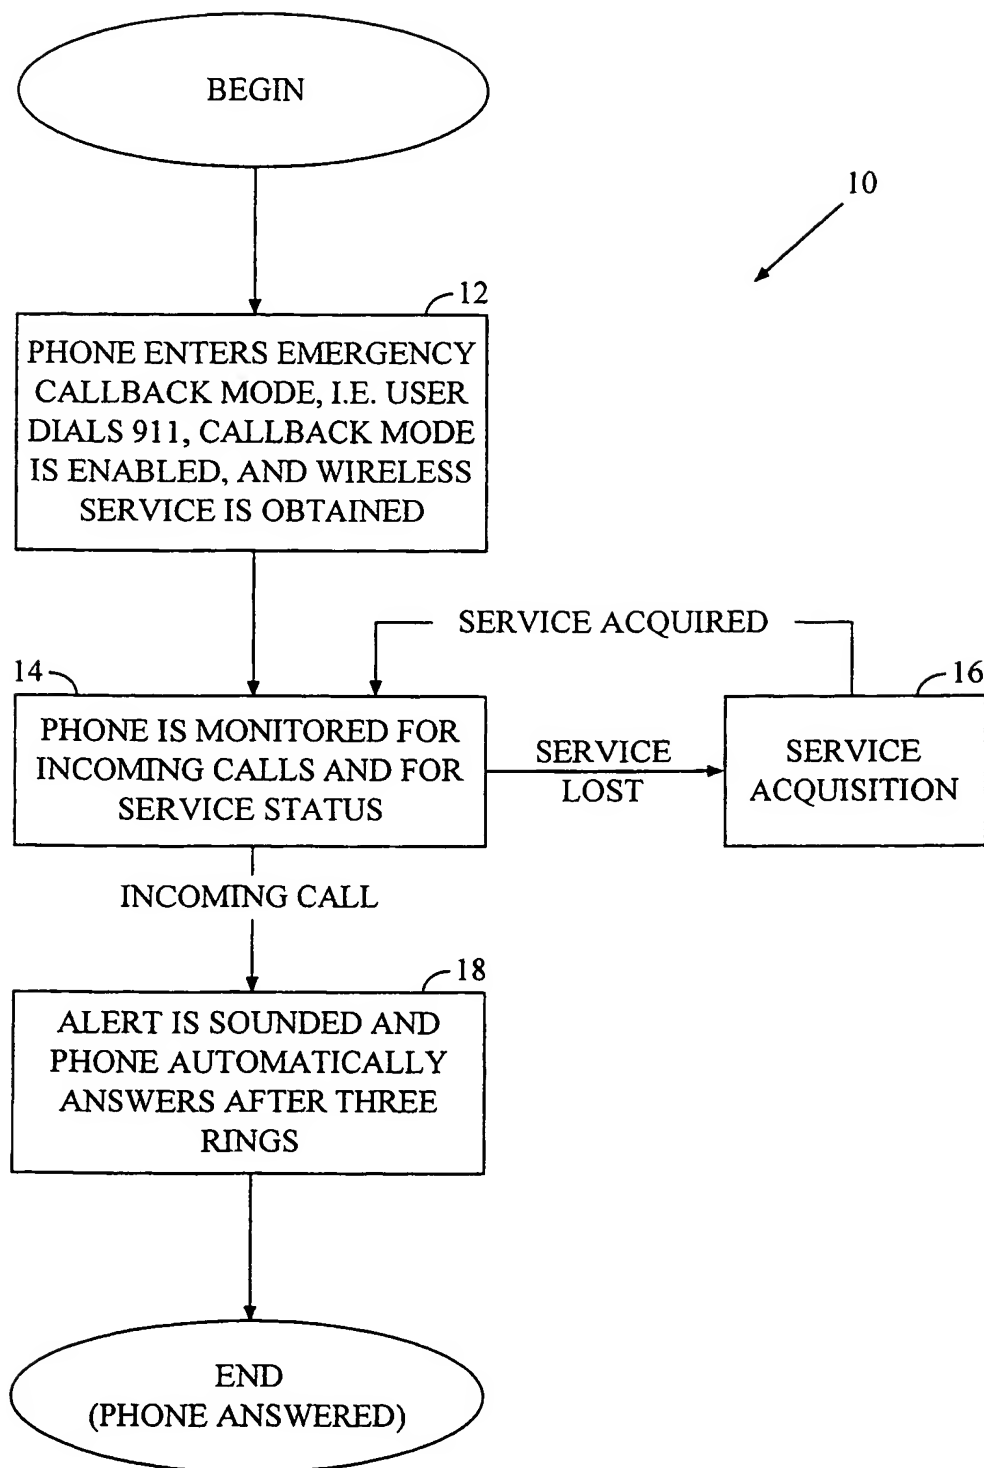 BEGIN
10
12
PHONE ENTERS EMERGENCY
CALLBACK MODE, I.E. USER
DIALS 911, CALLBACK MODE
IS ENABLED, AND WIRELESS
SERVICE IS OBTAINED
SERVICE ACQUIRED
14
16
PHONE IS MONITORED FOR
INCOMING CALLS AND FOR
SERVICE STATUS
SERVICE
LOST
SERVICE
ACQUISITION
INCOMING CALL
18
ALERT IS SOUNDED AND
PHONE AUTOMATICALLY
ANSWERS AFTER THREE
RINGS
END
(PHONE ANSWERED)